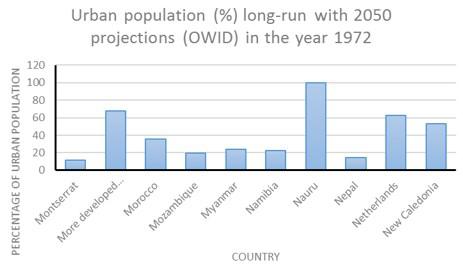 Urban population (%) long-run with 2050
projections (OWID) in the year 1972
PERCENTAGE OF URBAN POPULATION
120
100
80
60
40
20
0
Montserrat
More developed...
Morocco
Mozambique
Myanmar
Namibia
Nauru
Nepal
Netherlands
New Caledonia
COUNTRY